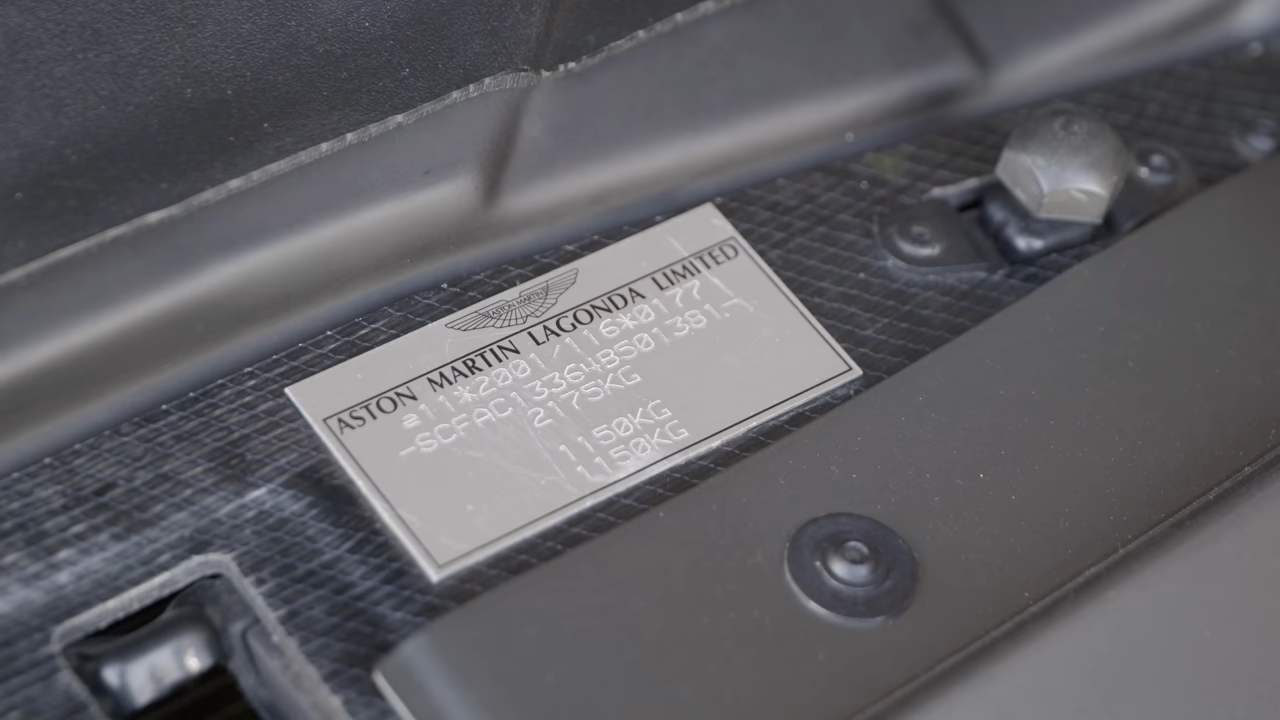 ASTON MARTIN
ASTON MARTIN LAGONDA LIMITED
e11*2001/116*0177
-SCFAC13364B501381.-
2175KG
1150KG
1150KG